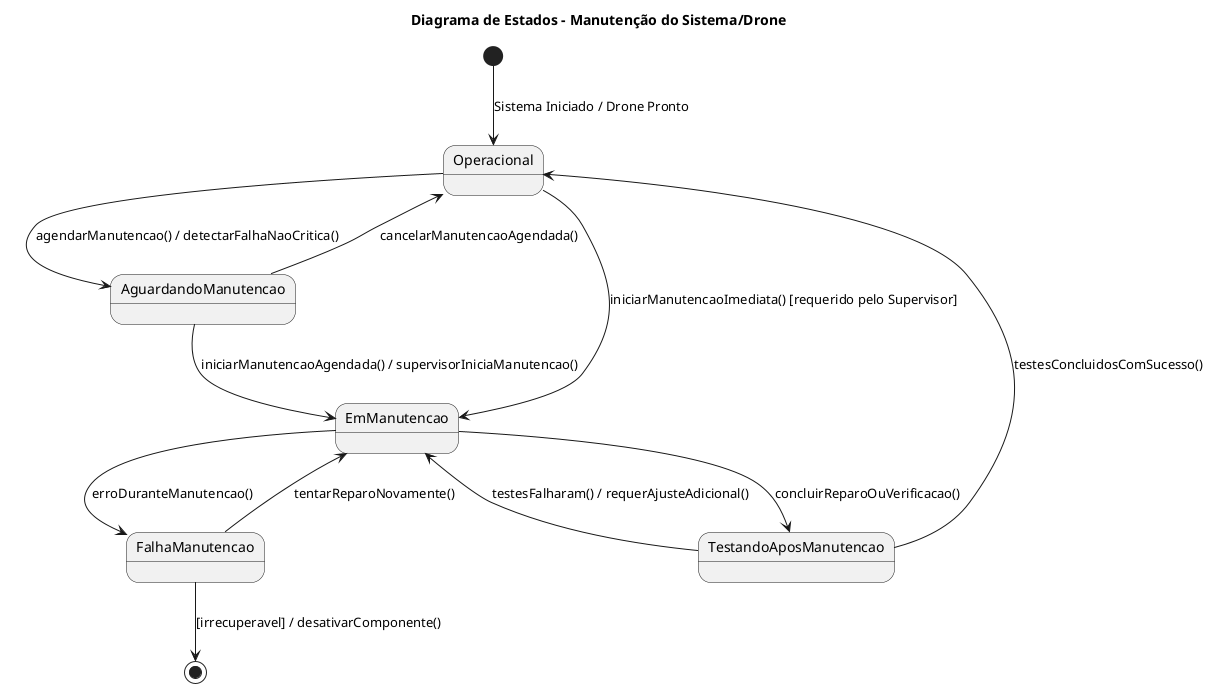 Diagrama de Estados - Manutenção do Sistema/Drone
Sistema Iniciado / Drone Pronto
Operacional
agendarManutencao() / detectarFalhaNaoCritica()
cancelarManutencaoAgendada()
AguardandoManutencao
iniciarManutencaoImediata() [requerido pelo Supervisor]
iniciarManutencaoAgendada() / supervisorIniciaManutencao()
testesConcluidosComSucesso()
EmManutencao
erroDuranteManutencao()
tentarReparoNovamente()
testesFalharam() / requerAjusteAdicional()
concluirReparoOuVerificacao()
FalhaManutencao
TestandoAposManutencao
[irrecuperavel] / desativarComponente()